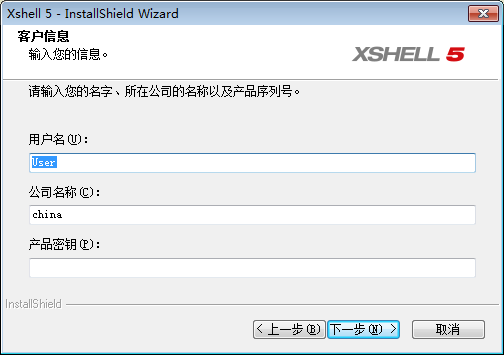 Xshell 5 - InstallShield Wizard
客户信息
输入您的信息。
XSHELL 5
请输入您的名字、所在公司的名称以及产品序列号。
用户名(U):
User
公司名称(C):
china
产品密钥(P):
InstallShield
< 上一步(B) 下一步(N) > 取消